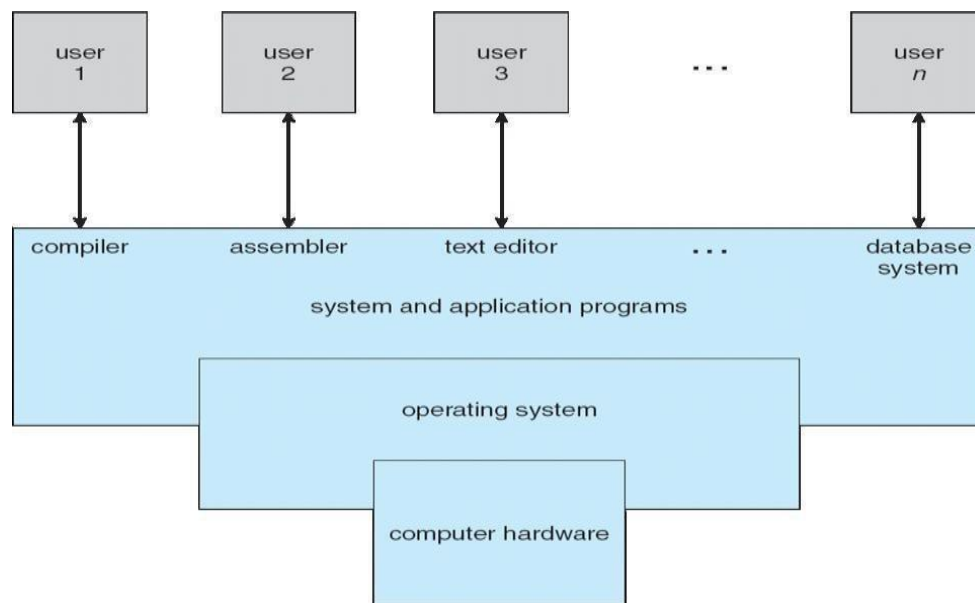 user
1
user
2
user
3
...
user
n
compiler
assembler
text editor
...
database
system
system and application programs
operating system
computer hardware